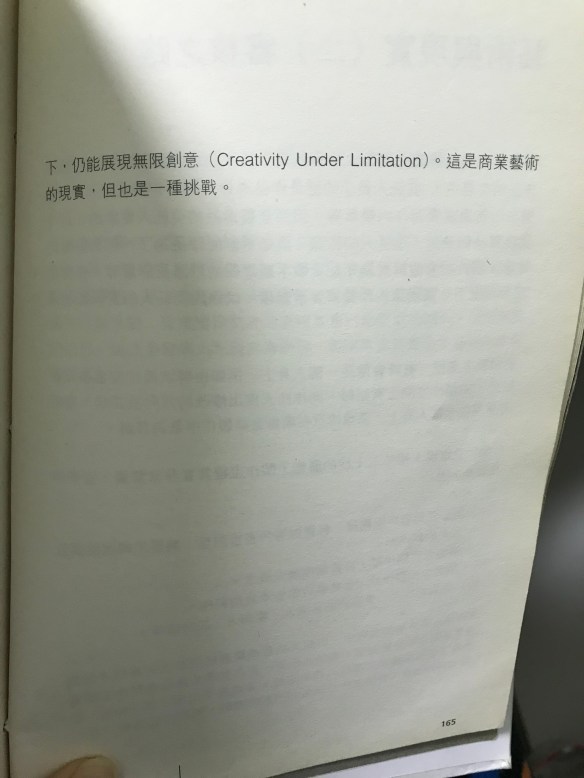 下，仍能展現無限創意（Creativity Under Limitation）。這是商業藝術
的現實，但也是一種挑戰。
165